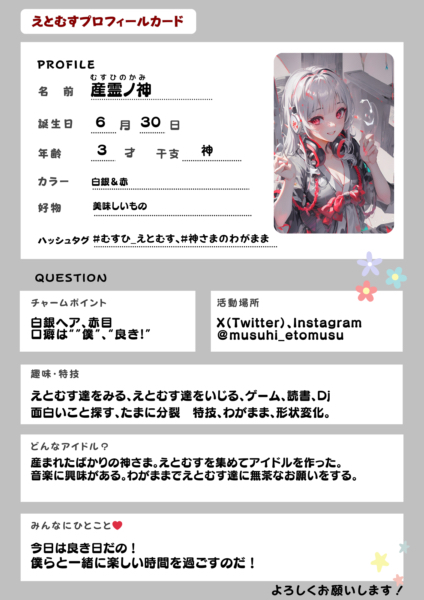 えとむすプロフィールカード
PROFILE
むすひのかみ
名 前 産霊ノ神
誕生日 6 月 30 日
年齢 3 才 干支 神
カラー 白銀&赤
好物 美味しいもの
ハッシュタグ #むすひ_えとむす、#神さまのわがまま
QUESTION
チャームポイント
白銀ヘア、赤目
口癖は""僕"、"良き!"
活動場所
X(Twitter)、Instagram
@musuhi_etomusu
趣味・特技
えとむす達をみる、えとむす達をいじる、ゲーム、読書、Dj
面白いこと探す、たまに分裂 特技、わがまま、形状変化。
どんなアイドル?
産まれたばかりの神さま。えとむすを集めてアイドルを作った。
音楽に興味がある。わがままでえとむす達に無茶なお願いをする。
みんなにひとこと❤
今日は良き日だの!
僕らと一緒に楽しい時間を過ごすのだ!
よろしくお願いします!